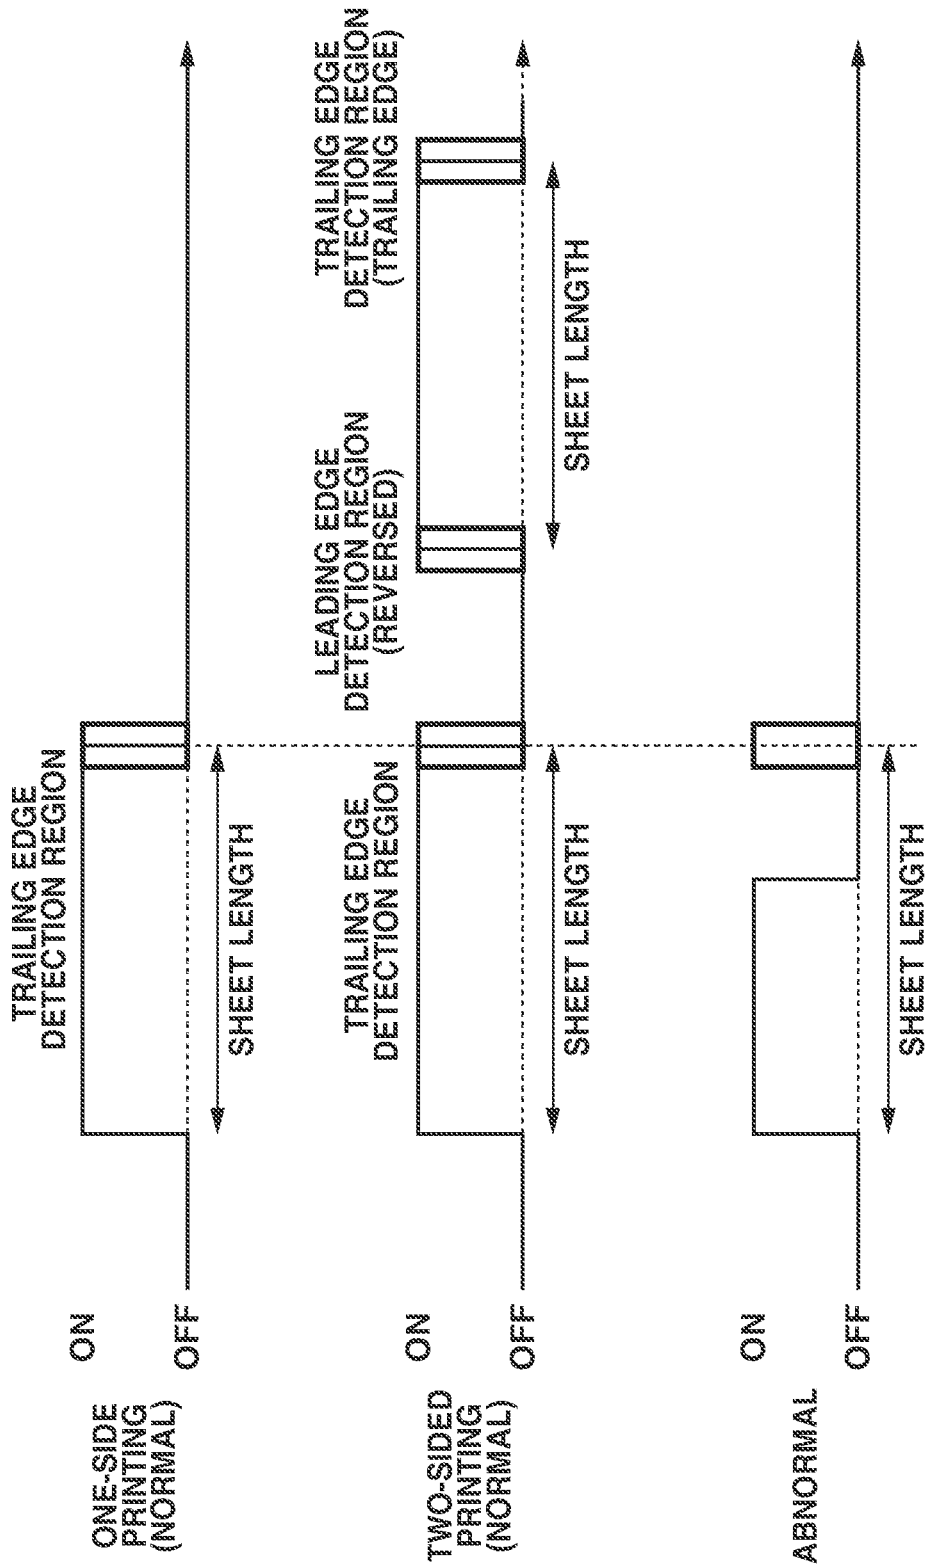 TRAILING EDGE
DETECTION REGION
ON
OFF
ONE-SIDE
PRINTING
(NORMAL)
SHEET LENGTH
TRAILING EDGE
DETECTION REGION
LEADING EDGE
DETECTION REGION
(REVERSED)
TRAILING EDGE
DETECTION REGION
(TRAILING EDGE)
ON
OFF
TWO-SIDED
PRINTING
(NORMAL)
SHEET LENGTH
SHEET LENGTH
ON
OFF
ABNORMAL
SHEET LENGTH